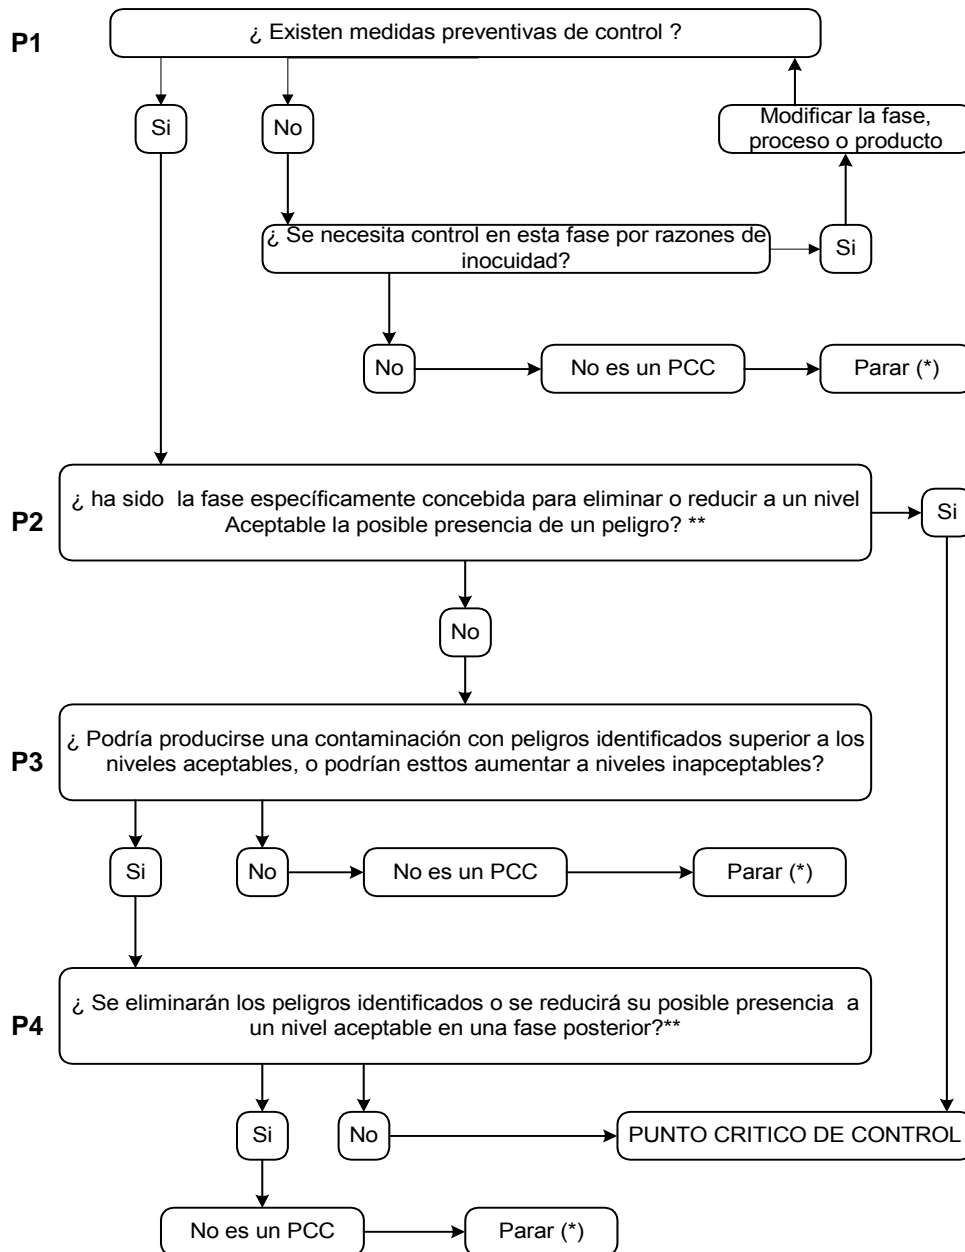 P1
¿ Existen medidas preventivas de control ?
Si
No
Modificar la fase,
proceso o producto
¿ Se necesita control en esta fase por razones de
inocuidad?
Si
No
No es un PCC
Parar (*)
P2
¿ ha sido  la fase específicamente concebida para eliminar o reducir a un nivel
Aceptable la posible presencia de un peligro? **
Si
No
P3
¿ Podría producirse una contaminación con peligros identificados superior a los
niveles aceptables, o podrían esttos aumentar a niveles inapceptables?
Si
No
No es un PCC
Parar (*)
P4
¿ Se eliminarán los peligros identificados o se reducirá su posible presencia  a
un nivel aceptable en una fase posterior?**
Si
No
PUNTO CRITICO DE CONTROL
No es un PCC
Parar (*)